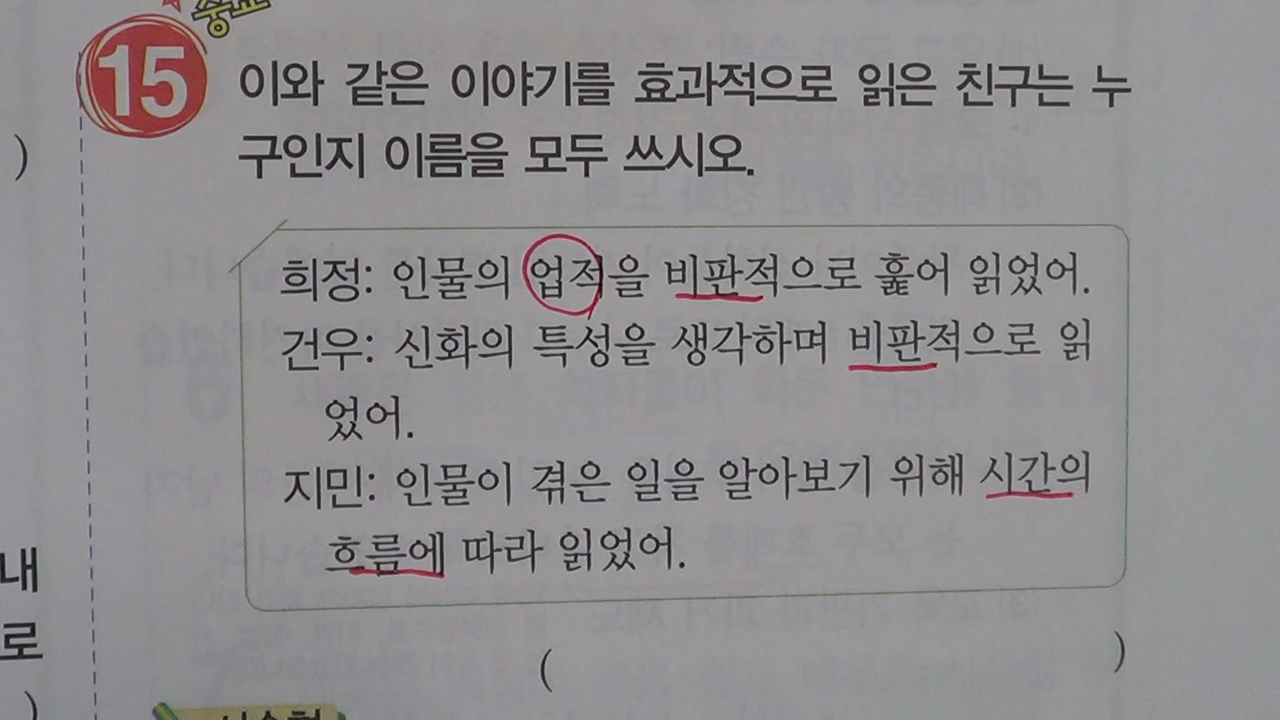 15
이와 같은 이야기를 효과적으로 읽은 친구는 누
구인지 이름을 모두 쓰시오.
희정: 인물의 업적을 비판적으로 훑어 읽었어.
건우: 신화의 특성을 생각하며 비판적으로 읽
었어.
지민: 인물이 겪은 일을 알아보기 위해 시간의
흐름에 따라 읽었어.
( )
)
내
로
)